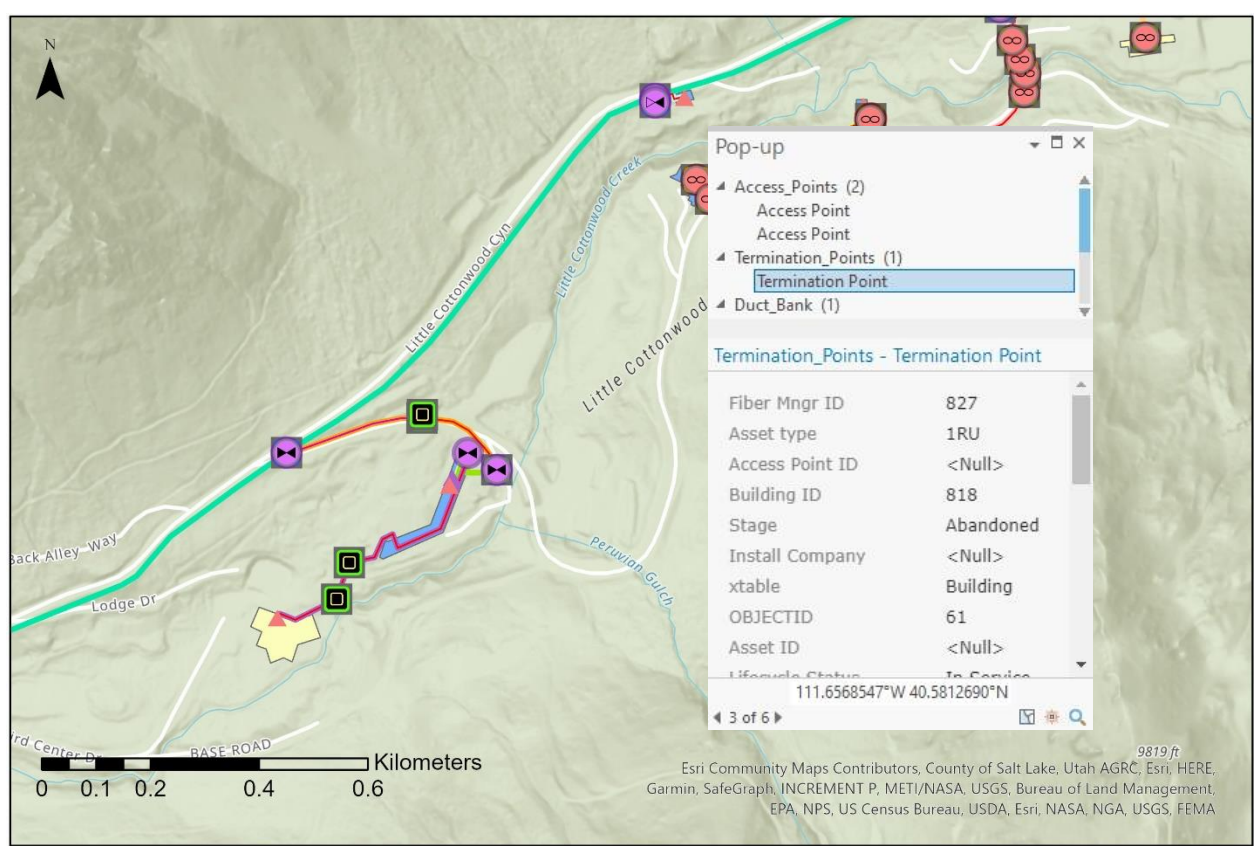 N
Little Cottonwood Cyn
Little Cottonwood Creek
Little Cottonwood
Peruvian Gulch
Back Alley Way
Lodge Dr
BASE ROAD
Kilometers
0 0.1 0.2 0.4 0.6
Pop-up
Access_Points (2)
Access Point
Access Point
Termination_Points (1)
Termination Point
Duct_Bank (1)
Termination_Points - Termination Point
Fiber Mngr ID 827
Asset type 1RU
Access Point ID <Null>
Building ID 818
Stage Abandoned
Install Company <Null>
xtable Building
OBJECTID 61
Asset ID <Null>
Lifecycle Status In Service
111.6568547°W 40.5812690°N
3 of 6
9819 ft
Esri Community Maps Contributors, County of Salt Lake, Utah AGRC, Esri, HERE,
Garmin, SafeGraph, INCREMENT P, METI/NASA, USGS, Bureau of Land Management,
EPA, NPS, US Census Bureau, USDA, Esri, NASA, NGA, USGS, FEMA